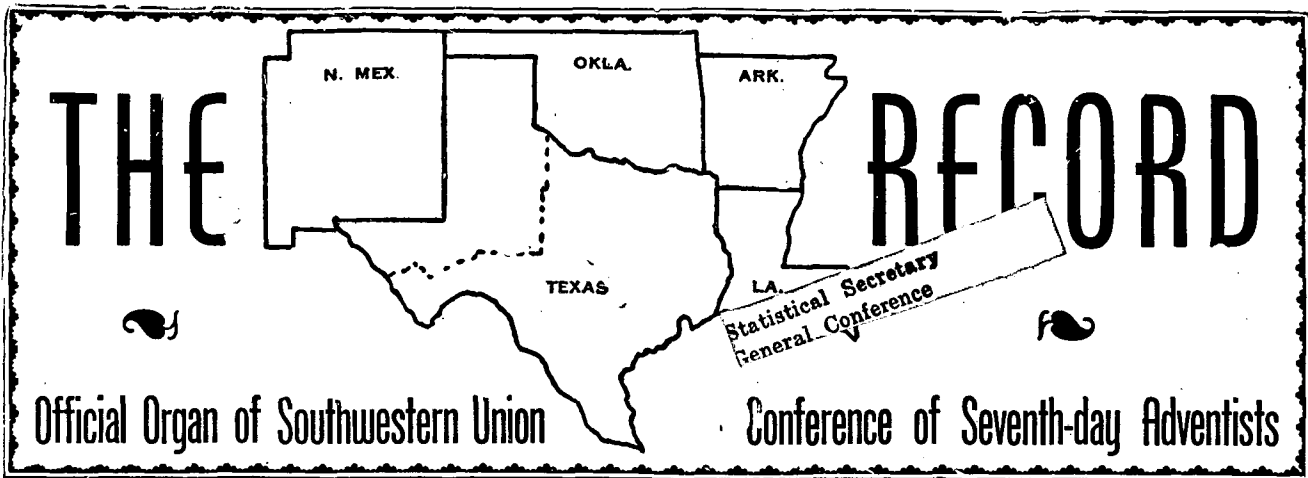 THE RECORD
N. MEX.
OKLA.
ARK.
TEXAS
LA.
Statistical Secretary
General Conference
Official Organ of Southwestern Union Conference of Seventh-day Adventists